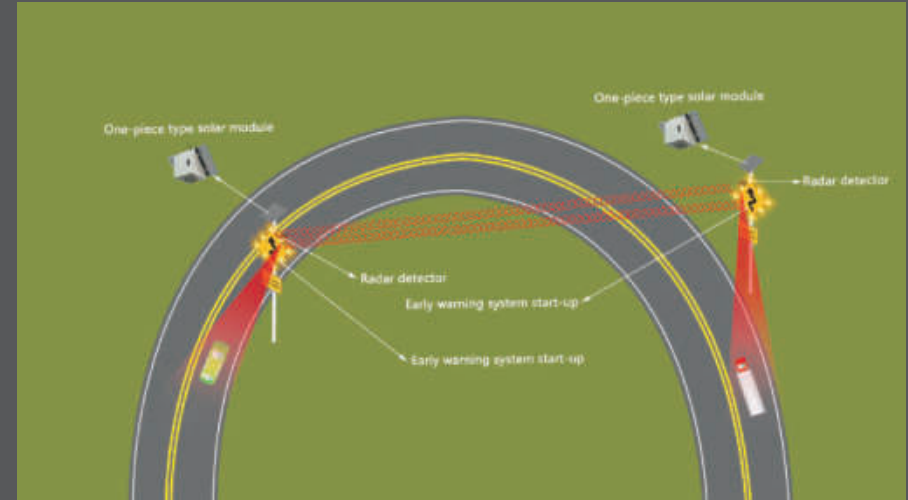 One-piece type solar module
One-piece type solar module
Radar detector
Radar detector
Early warning system start-up
Early warning system start-up